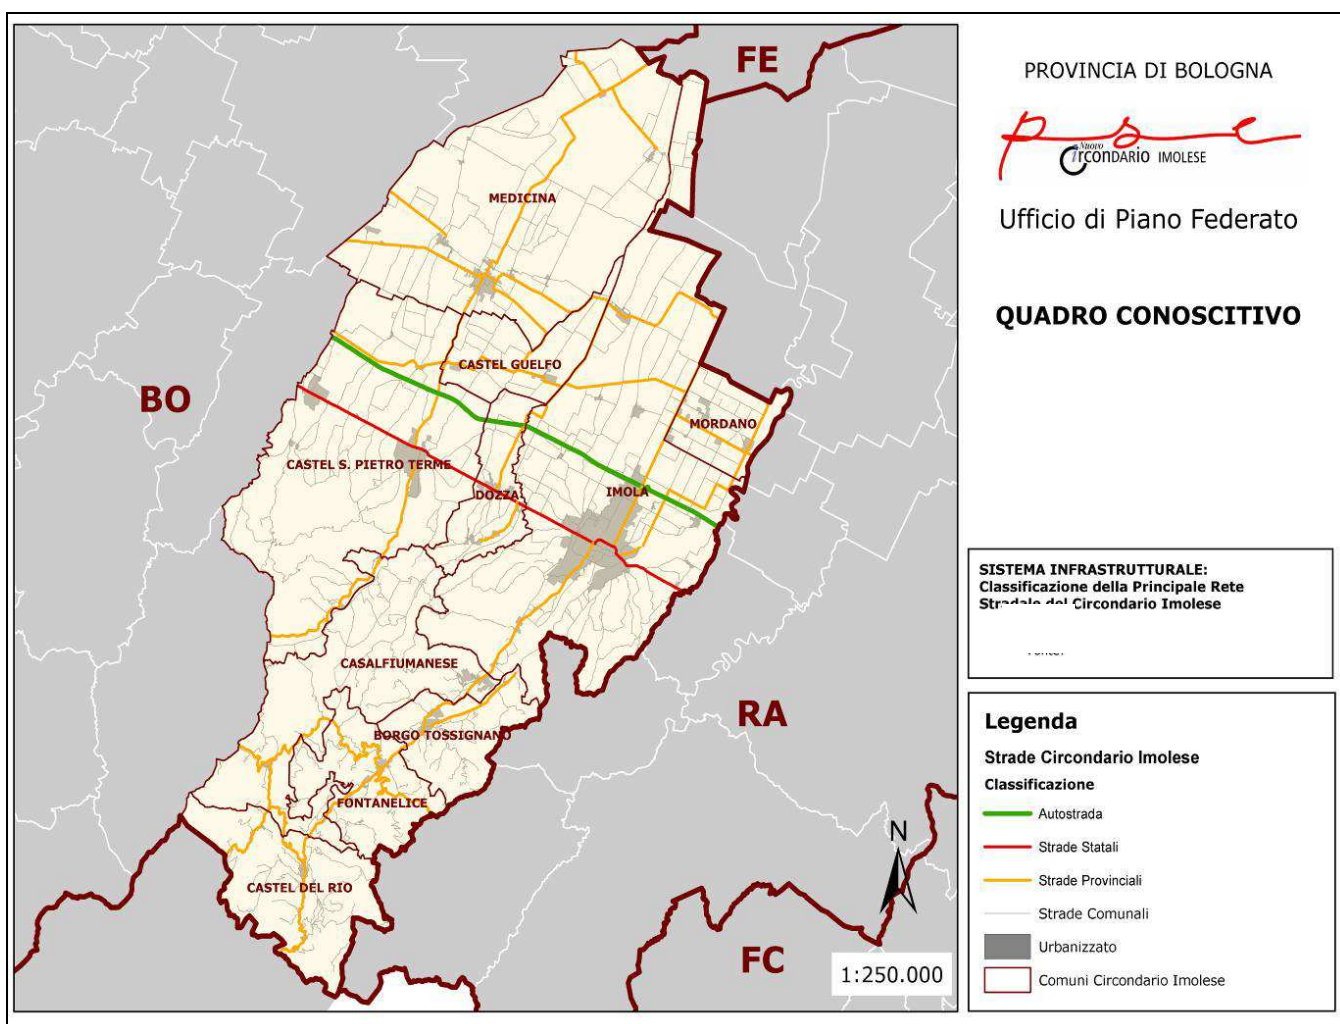 FE
MEDICINA
CASTEL GUELFO
BO
MORDANO
CASTEL S. PIETRO TERME
DOZZA
IMOLA
CASALFIUMANESE
RA
BORGO TOSSIGNANO
FONTANELICE
CASTEL DEL RIO
FC
N
1:250.000
PROVINCIA DI BOLOGNA
psc
Nuovo
CIRCONDARIO IMOLESE
Ufficio di Piano Federato
QUADRO CONOSCITIVO
SISTEMA INFRASTRUTTURALE:
Classificazione della Principale Rete
Stradale del Circondario Imolese
Legenda
Strade Circondario Imolese
Classificazione
Autostrada
Strade Statali
Strade Provinciali
Strade Comunali
Urbanizzato
Comuni Circondario Imolese